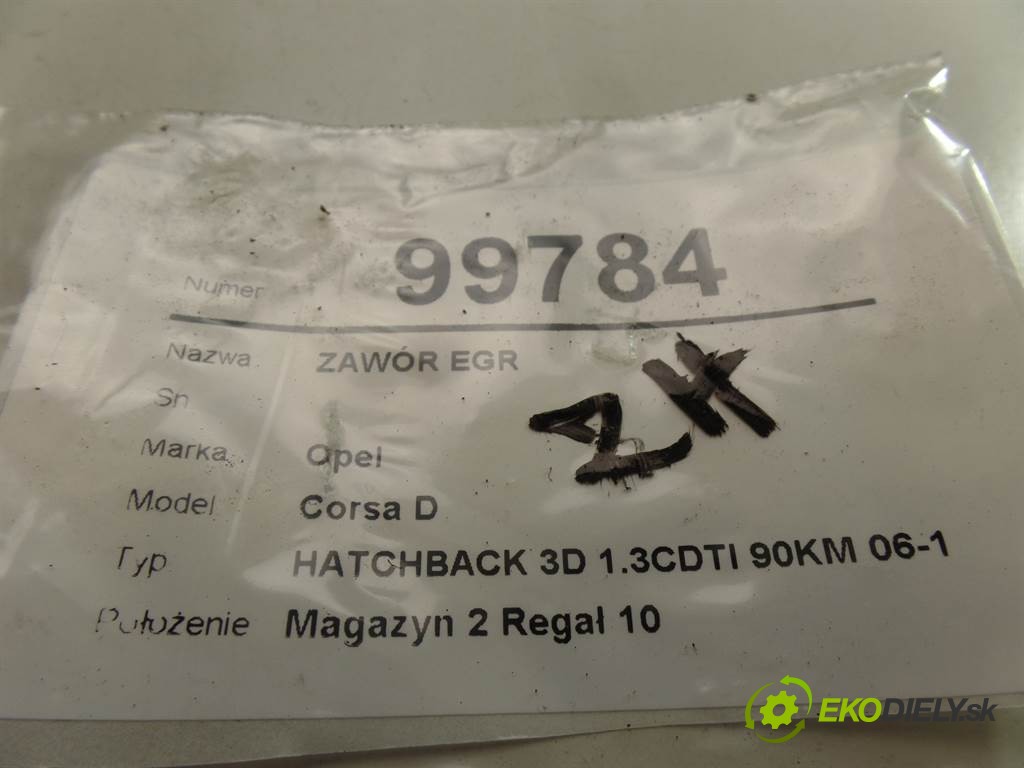 Numer 99784
Nazwa ZAWÓR EGR
Sn
Marka Opel
Model Corsa D
Typ HATCHBACK 3D 1.3CDTI 90KM 06-1
Położenie Magazyn 2 Regał 10
EKODIELY.sk